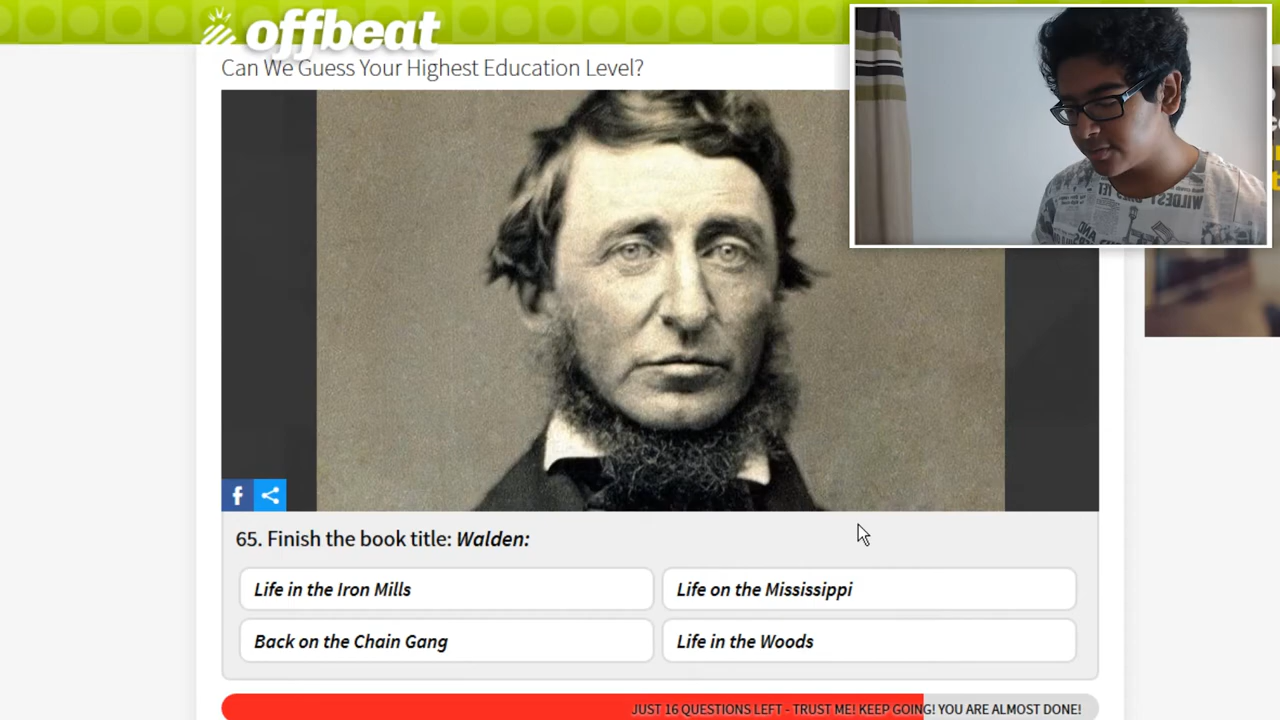 offbeat
Can We Guess Your Highest Education Level?
65. Finish the book title: Walden:
Life in the Iron Mills
Life on the Mississippi
Back on the Chain Gang
Life in the Woods
JUST 16 QUESTIONS LEFT - TRUST ME! KEEP GOING! YOU ARE ALMOST DONE!